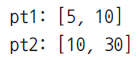 pt1: [5, 10]
pt2: [10, 30]